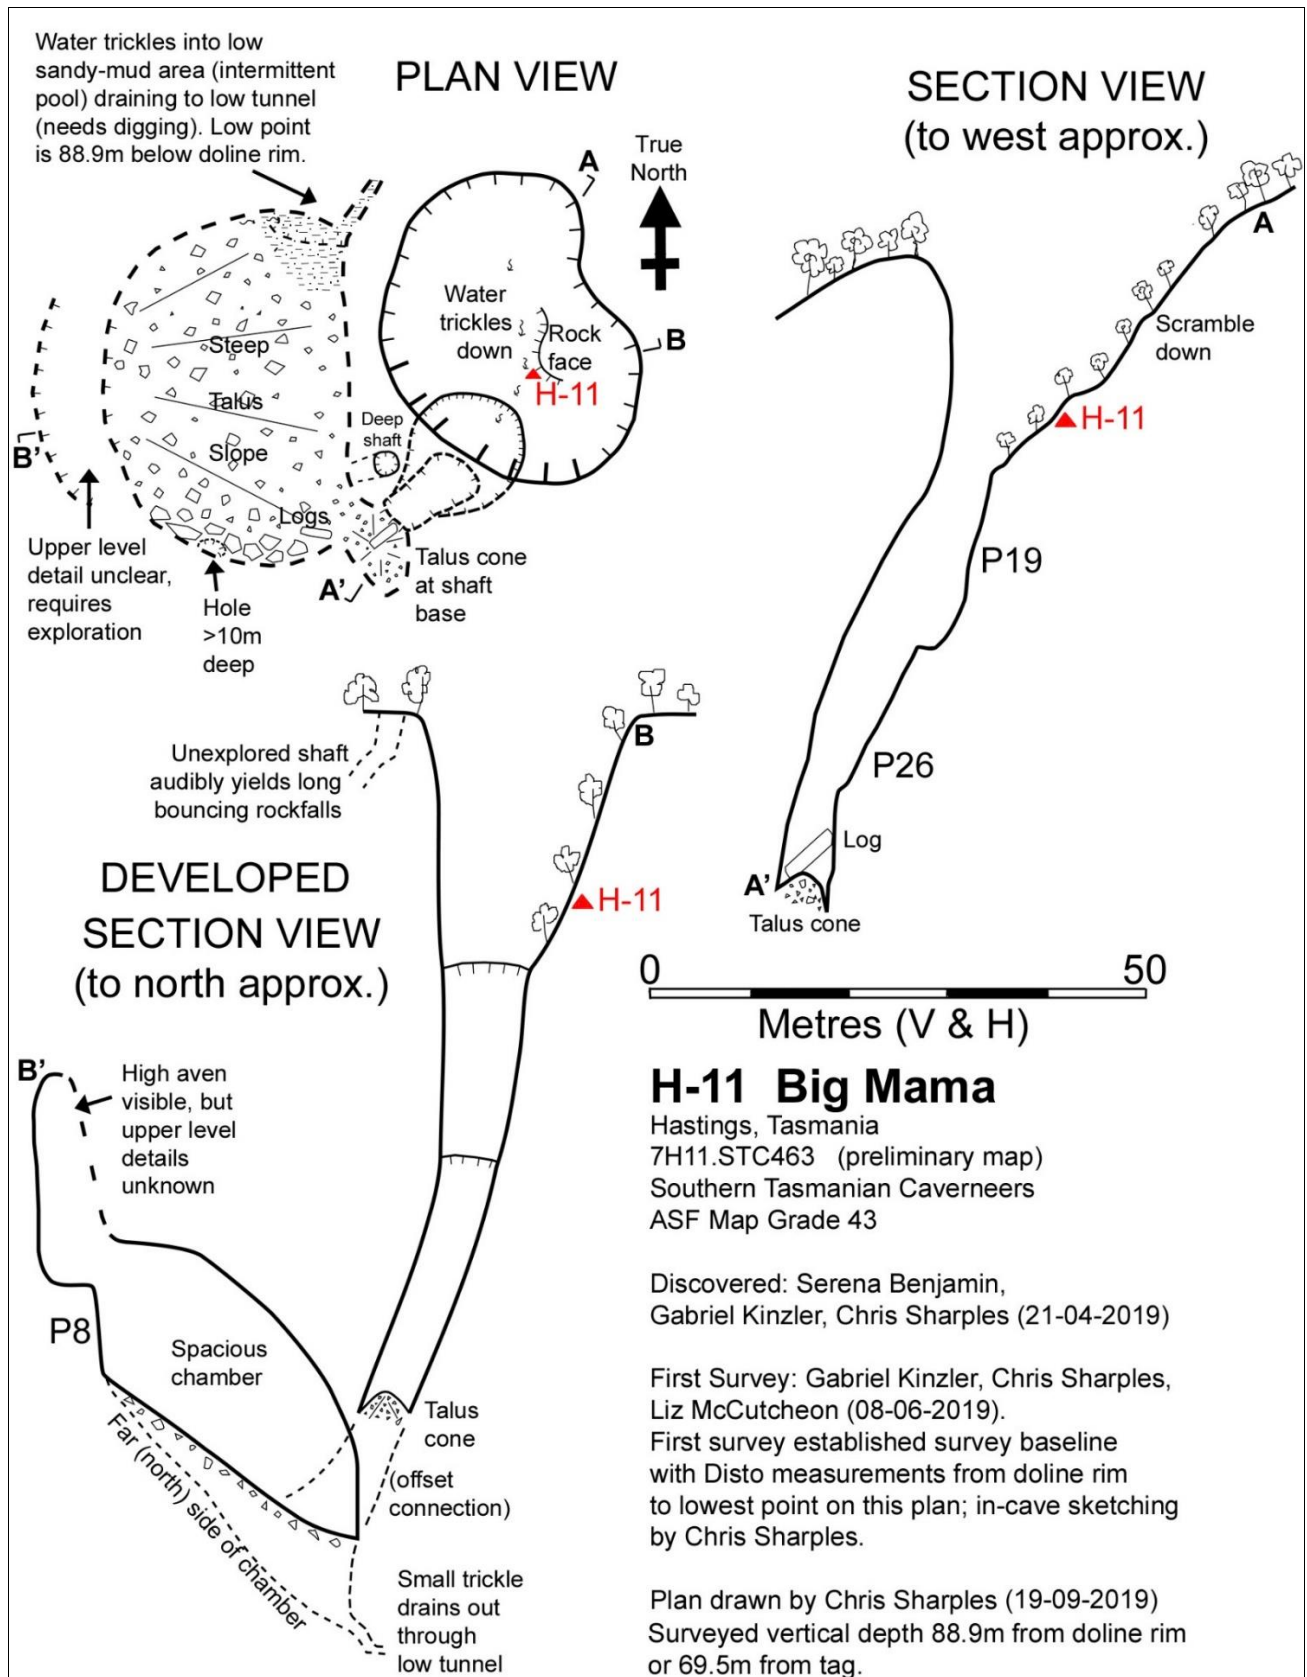 Water trickles into low
sandy-mud area (intermittent
pool) draining to low tunnel
(needs digging). Low point
is 88.9m below doline rim.
PLAN VIEW
True
North
A
B
Water
trickles
down
Rock
face
H-11
Deep
shaft
Steep
Talus
Slope
Logs
B'
A'
Upper level
detail unclear,
requires
exploration
Hole
>10m
deep
Talus cone
at shaft
base
SECTION VIEW
(to west approx.)
A
Scramble
down
H-11
P19
P26
Log
A'
Talus cone
Unexplored shaft
audibly yields long
bouncing rockfalls
B
H-11
DEVELOPED
SECTION VIEW
(to north approx.)
B'
High aven
visible, but
upper level
details
unknown
P8
Spacious
chamber
Talus
cone
(offset
connection)
Far (north) side of chamber
Small trickle
drains out
through
low tunnel
0 50
Metres (V & H)
H-11 Big Mama
Hastings, Tasmania
7H11.STC463 (preliminary map)
Southern Tasmanian Caverneers
ASF Map Grade 43
Discovered: Serena Benjamin,
Gabriel Kinzler, Chris Sharples (21-04-2019)
First Survey: Gabriel Kinzler, Chris Sharples,
Liz McCutcheon (08-06-2019).
First survey established survey baseline
with Disto measurements from doline rim
to lowest point on this plan; in-cave sketching
by Chris Sharples.
Plan drawn by Chris Sharples (19-09-2019)
Surveyed vertical depth 88.9m from doline rim
or 69.5m from tag.